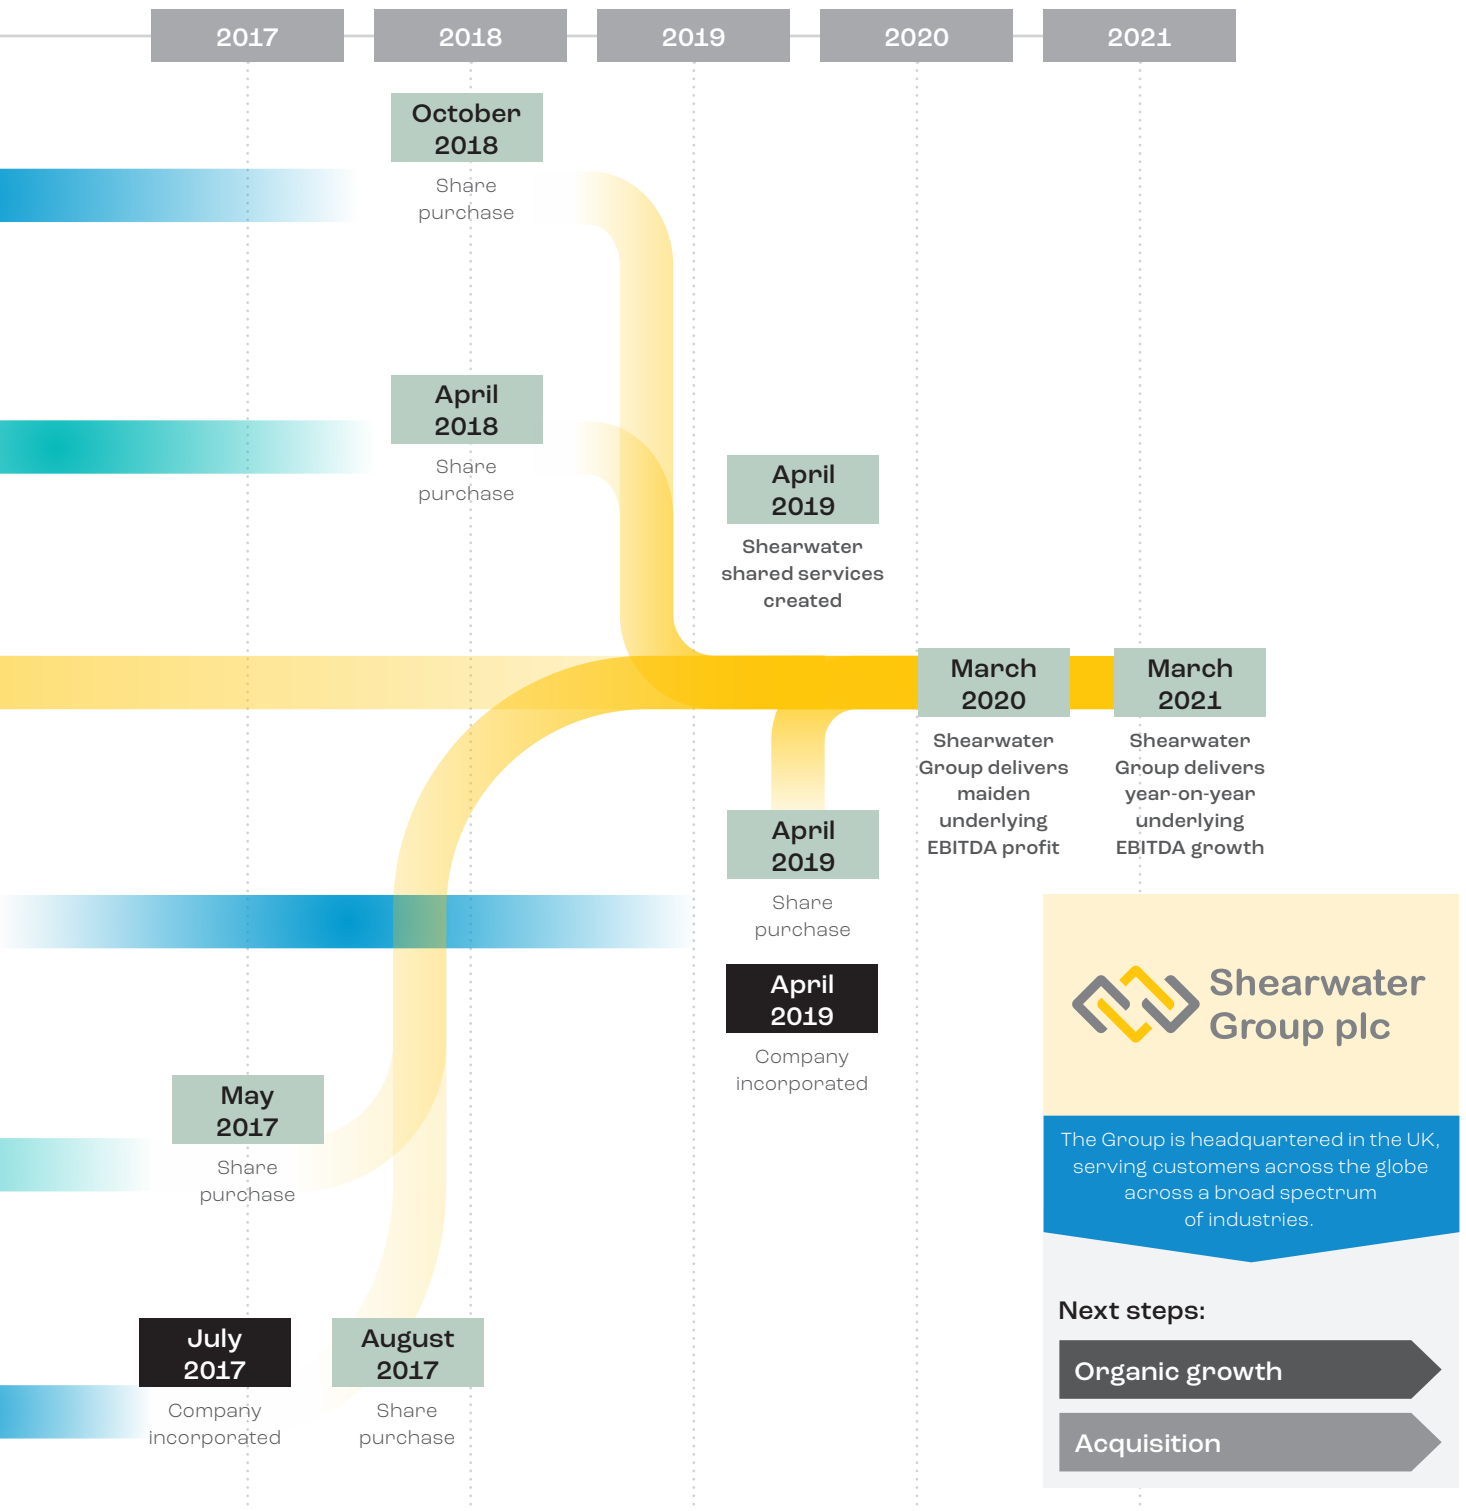 2017
2018
2019
2020
2021
October
2018
Share
purchase
April
2018
Share
purchase
April
2019
Shearwater
shared services
created
March
2020
Shearwater
Group delivers
maiden
underlying
EBITDA profit
March
2021
Shearwater
Group delivers
year-on-year
underlying
EBITDA growth
April
2019
Share
purchase
April
2019
Company
incorporated
May
2017
Share
purchase
July
2017
Company
incorporated
August
2017
Share
purchase
Shearwater
Group plc
The Group is headquartered in the UK,
serving customers across the globe
across a broad spectrum
of industries.
Next steps:
Organic growth
Acquisition